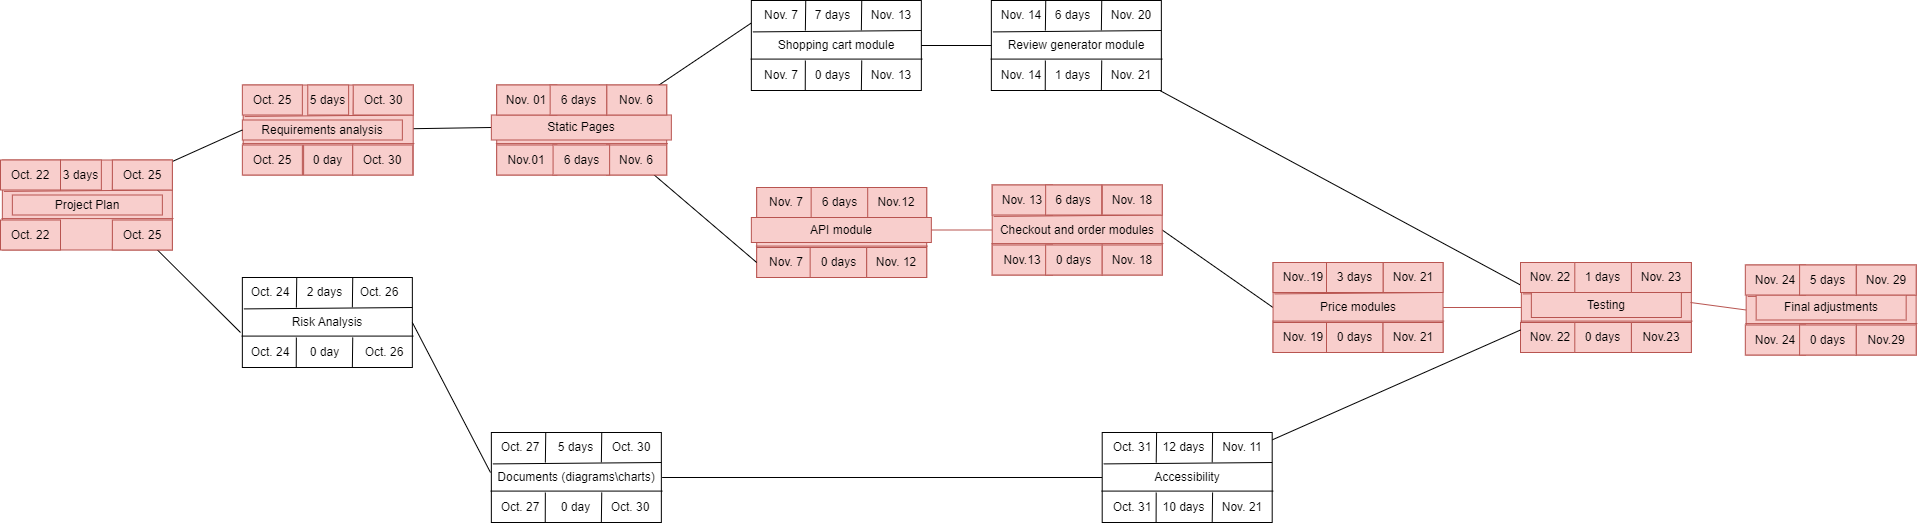 Nov. 7 7 days Nov. 13
Shopping cart module
Nov. 7 0 days Nov. 13
Nov. 14 6 days Nov. 20
Review generator module
Nov. 14 1 days Nov. 21
Oct. 25 5 days Oct. 30
Requirements analysis
Oct. 25 0 day Oct. 30
Nov. 01 6 days Nov. 6
Static Pages
Nov.01 6 days Nov. 6
Oct. 22 3 days Oct. 25
Project Plan
Oct. 22 Oct. 25
Nov. 7 6 days Nov.12
API module
Nov. 7 0 days Nov. 12
Nov. 13 6 days Nov. 18
Checkout and order modules
Nov.13 0 days Nov. 18
Oct. 24 2 days Oct. 26
Risk Analysis
Oct. 24 0 day Oct. 26
Nov..19 3 days Nov. 21
Price modules
Nov. 19 0 days Nov. 21
Nov. 22 1 days Nov. 23
Testing
Nov. 22 0 days Nov.23
Nov. 24 5 days Nov. 29
Final adjustments
Nov. 24 0 days Nov.29
Oct. 27 5 days Oct. 30
Documents (diagrams\charts)
Oct. 27 0 day Oct. 30
Oct. 31 12 days Nov. 11
Accessibility
Oct. 31 10 days Nov. 21